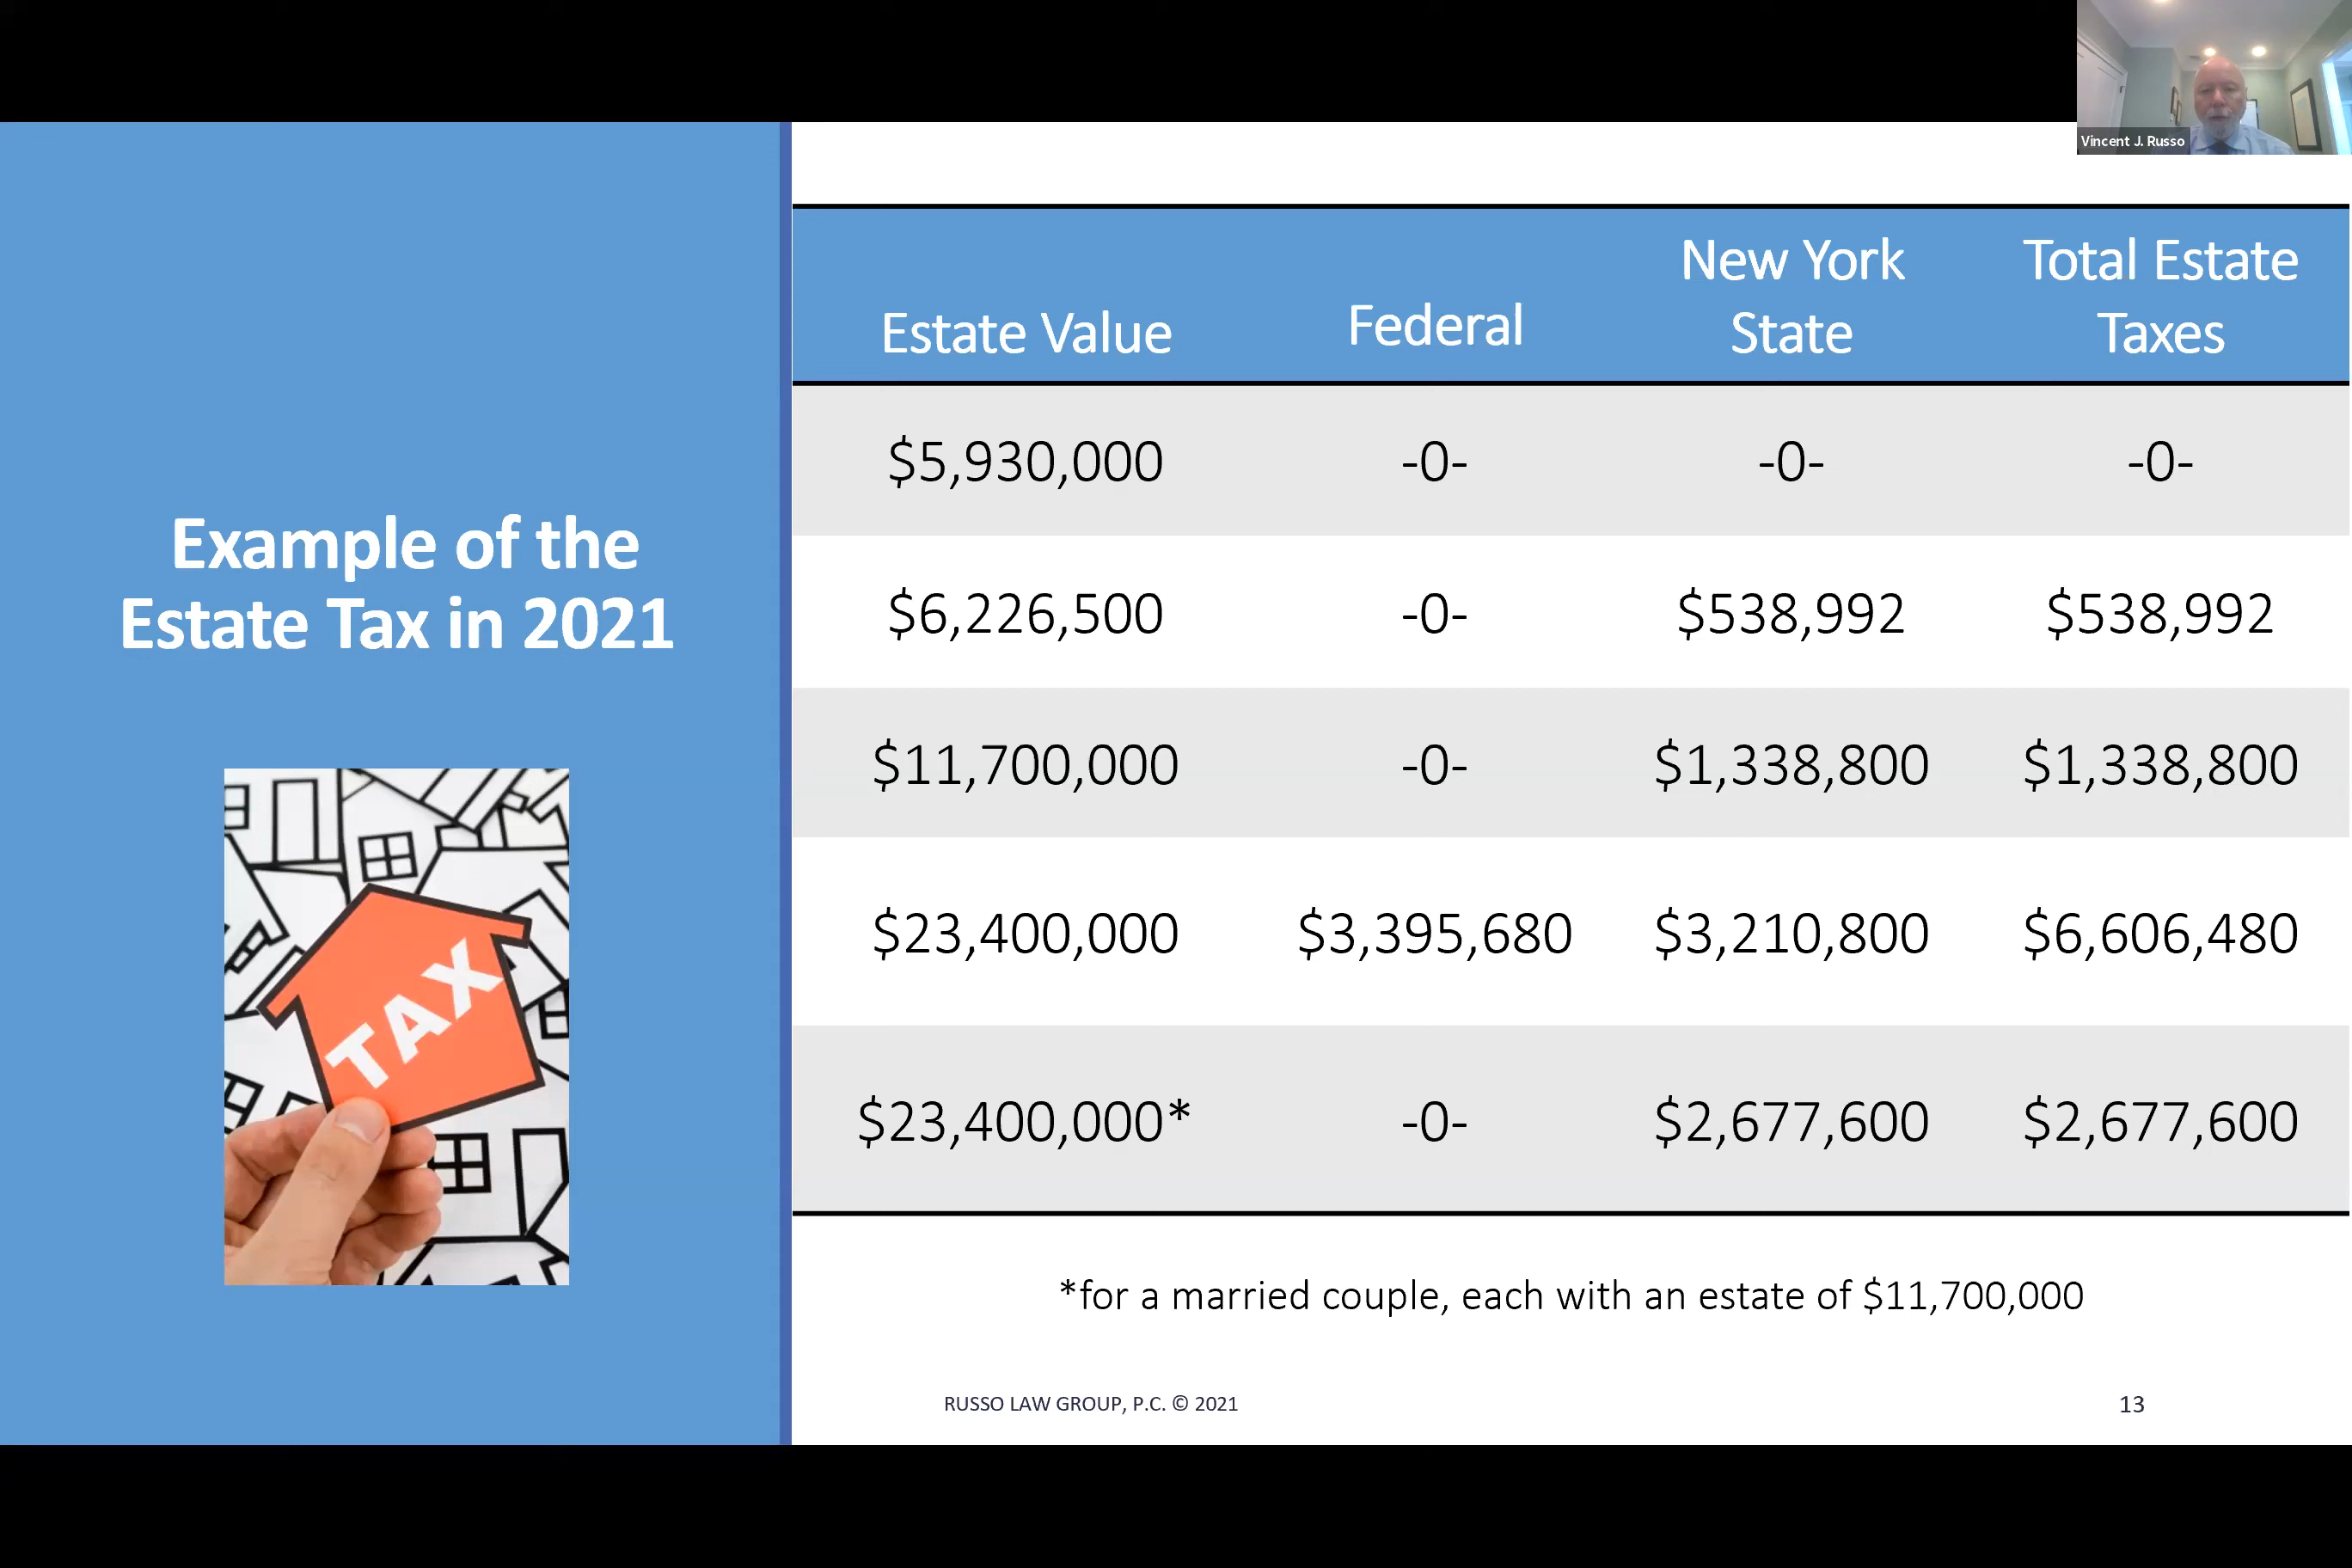 Vincent J. Russo
Example of the
Estate Tax in 2021
TAX
Estate Value Federal New York State Total Estate Taxes
$5,930,000 -0- -0- -0-
$6,226,500 -0- $538,992 $538,992
$11,700,000 -0- $1,338,800 $1,338,800
$23,400,000 $3,395,680 $3,210,800 $6,606,480
$23,400,000* -0- $2,677,600 $2,677,600
*for a married couple, each with an estate of $11,700,000
RUSSO LAW GROUP, P.C. © 2021 13